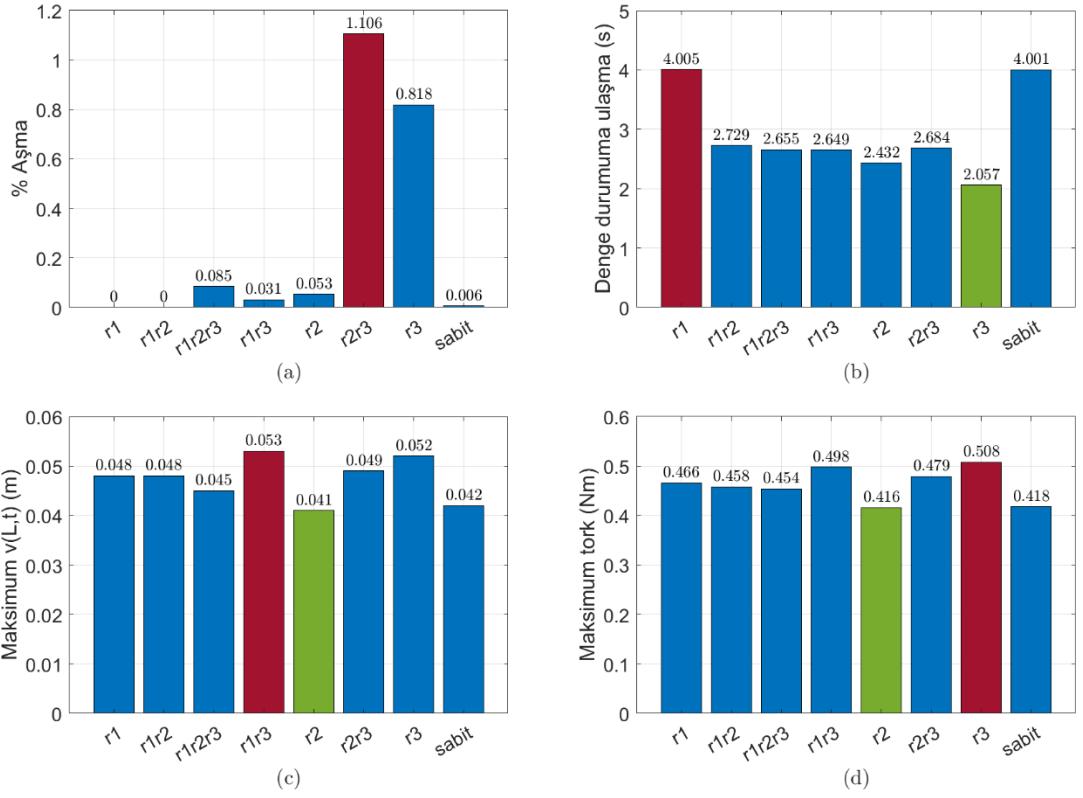 % Aşma
1.2
1
0.8
0.6
0.4
0.2
0
0
0
0.085
0.031
0.053
1.106
0.818
0.006
r1
r1r2
r1r2r3
r1r3
r2
r2r3
r3
sabit
(a)
Denge durumuma ulaşma (s)
5
4
3
2
1
0
4.005
2.729
2.655
2.649
2.432
2.684
2.057
4.001
r1
r1r2
r1r2r3
r1r3
r2
r2r3
r3
sabit
(b)
Maksimum v(L,t) (m)
0.06
0.05
0.04
0.03
0.02
0.01
0
0.048
0.048
0.045
0.053
0.041
0.049
0.052
0.042
r1
r1r2
r1r2r3
r1r3
r2
r2r3
r3
sabit
(c)
Maksimum tork (Nm)
0.6
0.5
0.4
0.3
0.2
0.1
0
0.466
0.458
0.454
0.498
0.416
0.479
0.508
0.418
r1
r1r2
r1r2r3
r1r3
r2
r2r3
r3
sabit
(d)